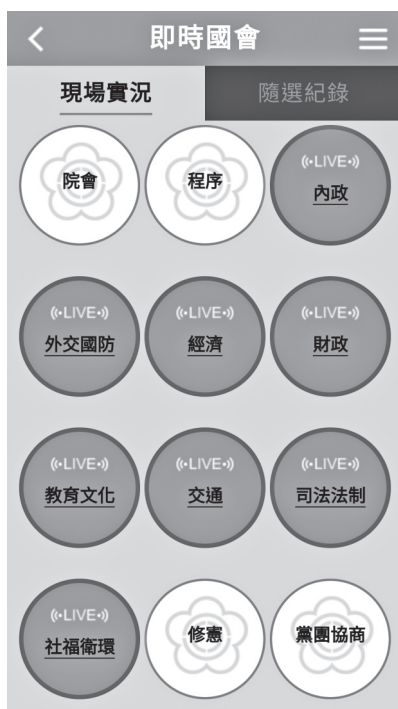 即時國會
現場實況
隨選紀錄
院會
程序
LIVE
內政
LIVE
外交國防
LIVE
經濟
LIVE
財政
LIVE
教育文化
LIVE
交通
LIVE
司法法制
LIVE
社福衛環
修憲
黨團協商